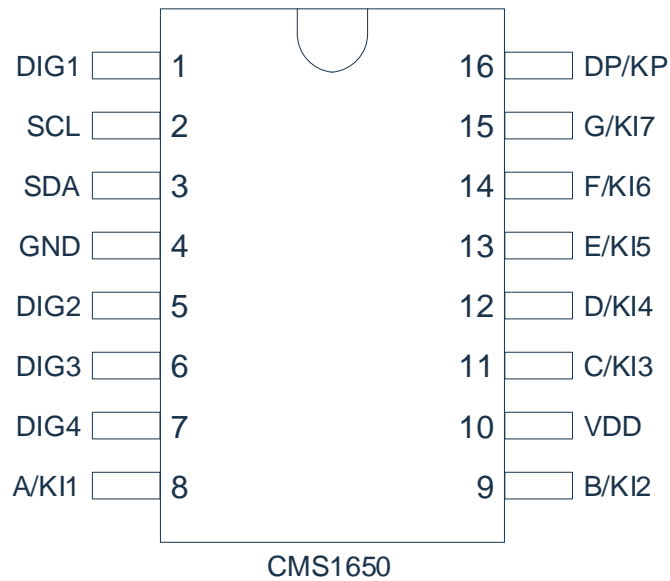 DIG1 1 16 DP/KP
SCL 2 15 G/KI7
SDA 3 14 F/KI6
GND 4 13 E/KI5
DIG2 5 12 D/KI4
DIG3 6 11 C/KI3
DIG4 7 10 VDD
A/KI1 8 9 B/KI2
CMS1650